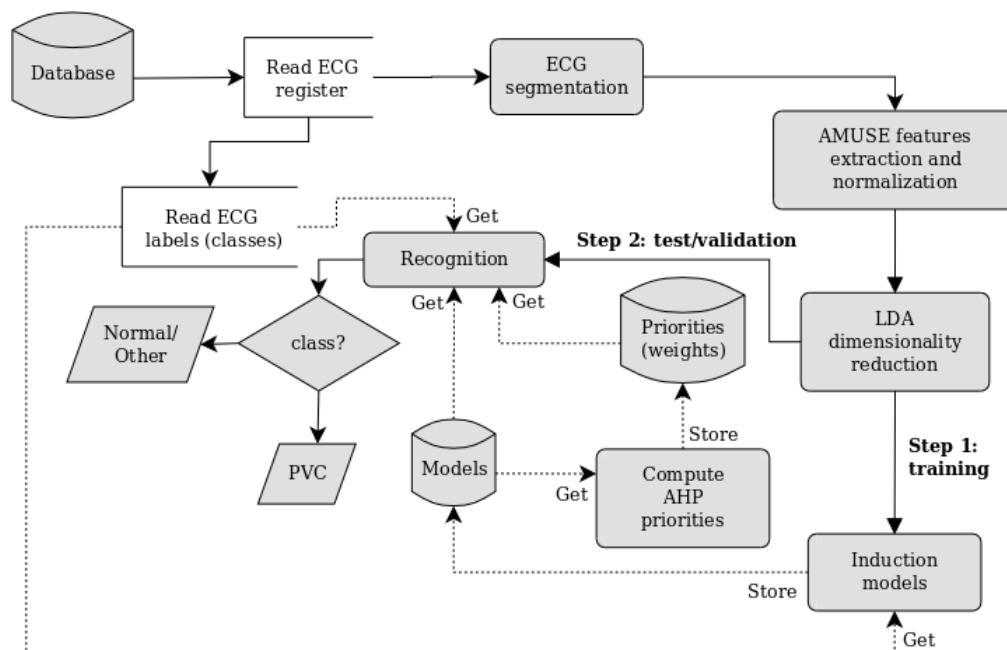 Database
Read ECG
register
ECG
segmentation
AMUSE features
extraction and
normalization
Read ECG
labels (classes)
Get
Step 2: test/validation
Recognition
Get
Get
Priorities
(weights)
LDA
dimensionality
reduction
Normal/
Other
class?
Store
Step 1:
training
Models
Get
Compute
AHP
priorities
PVC
Induction
models
Store
Get